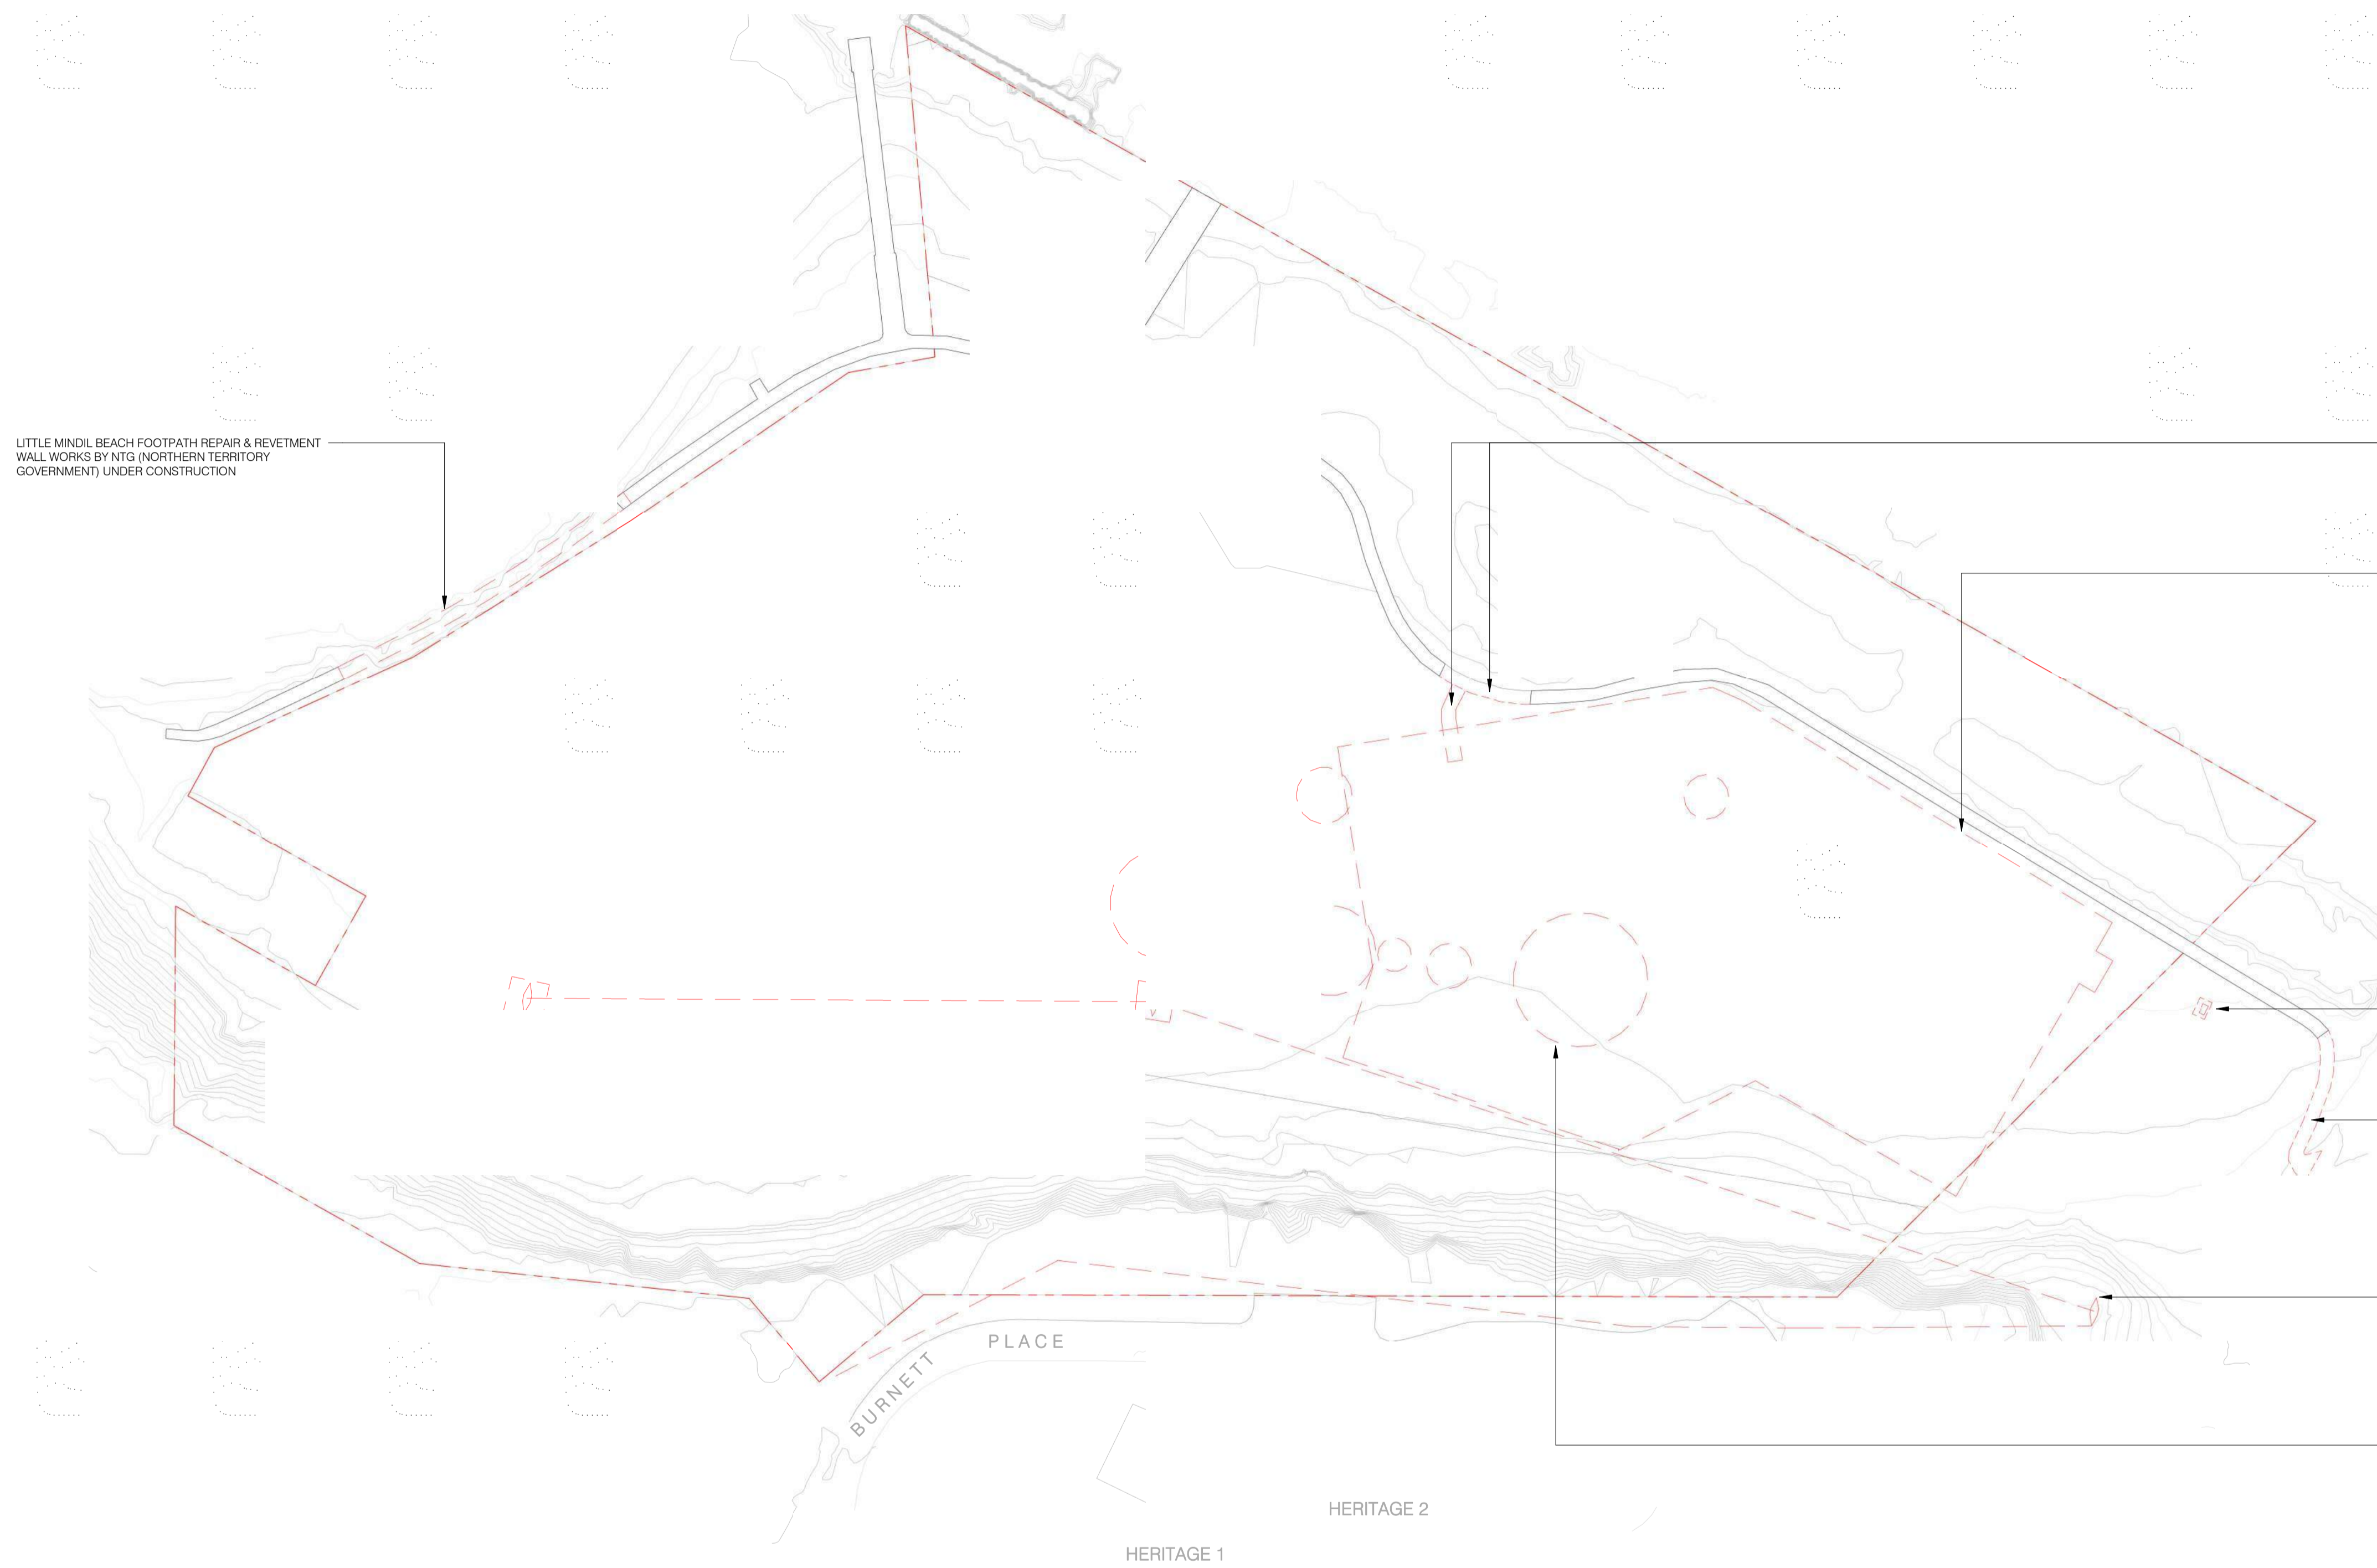 LITTLE MINDIL BEACH FOOTPATH REPAIR & REVETMENT
WALL WORKS BY NTG (NORTHERN TERRITORY
GOVERNMENT) UNDER CONSTRUCTION
PLACE
BURNETT
HERITAGE 2
HERITAGE 1